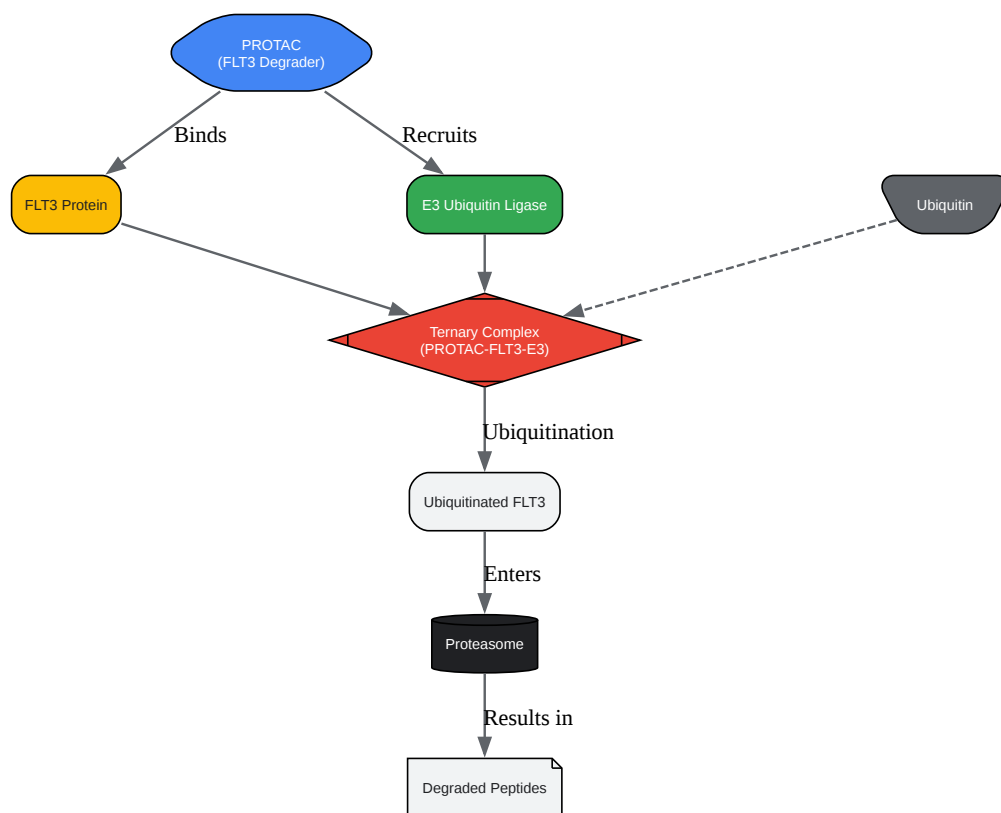 PROTAC
(FLT3 Degrader)
Binds
Recruits
FLT3 Protein
E3 Ubiquitin Ligase
Ubiquitin
Ternary Complex
(PROTAC-FLT3-E3)
Ubiquitination
Ubiquitinated FLT3
Enters
Proteasome
Results in
Degraded Peptides